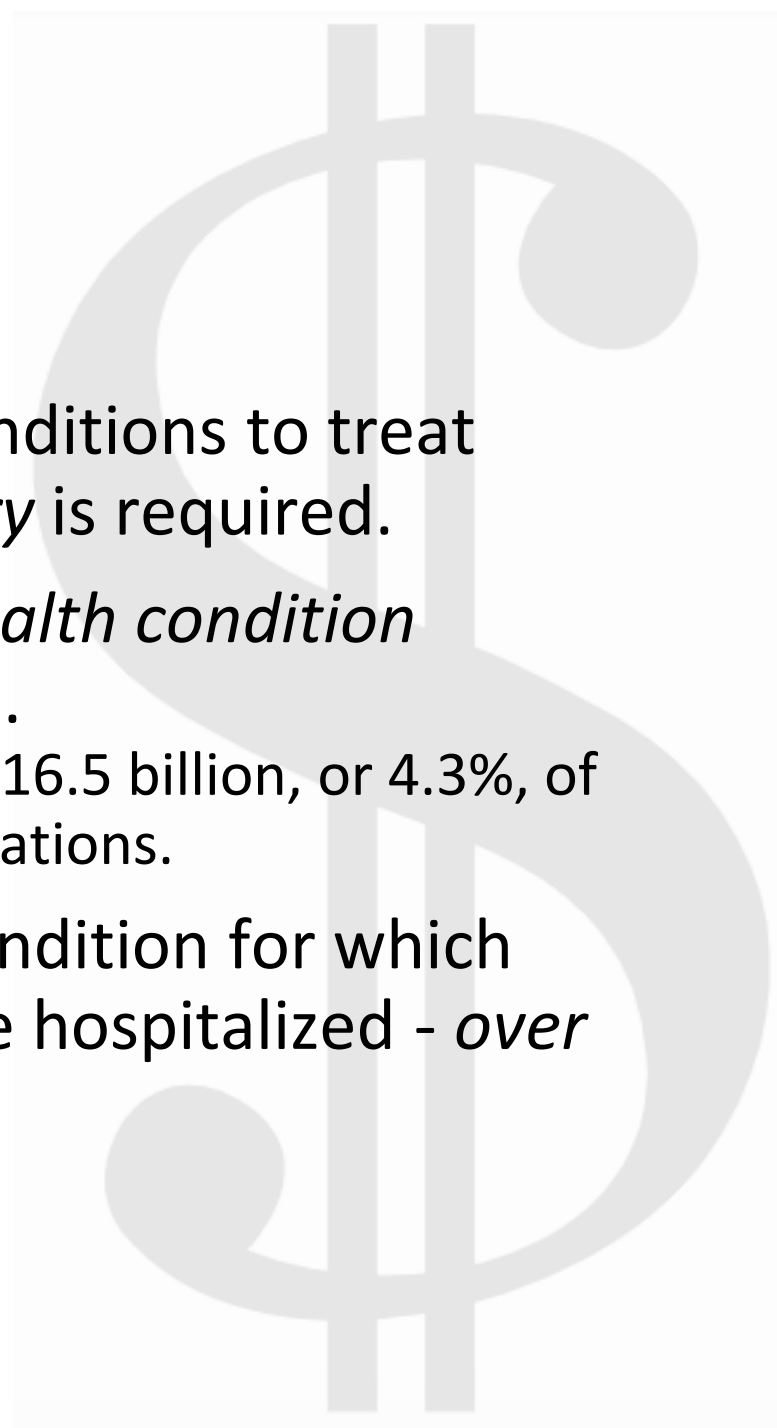 nditions to treat
ry is required.
alth condition
.
16.5 billion, or 4.3%, of
ations.
ndition for which
e hospitalized - over